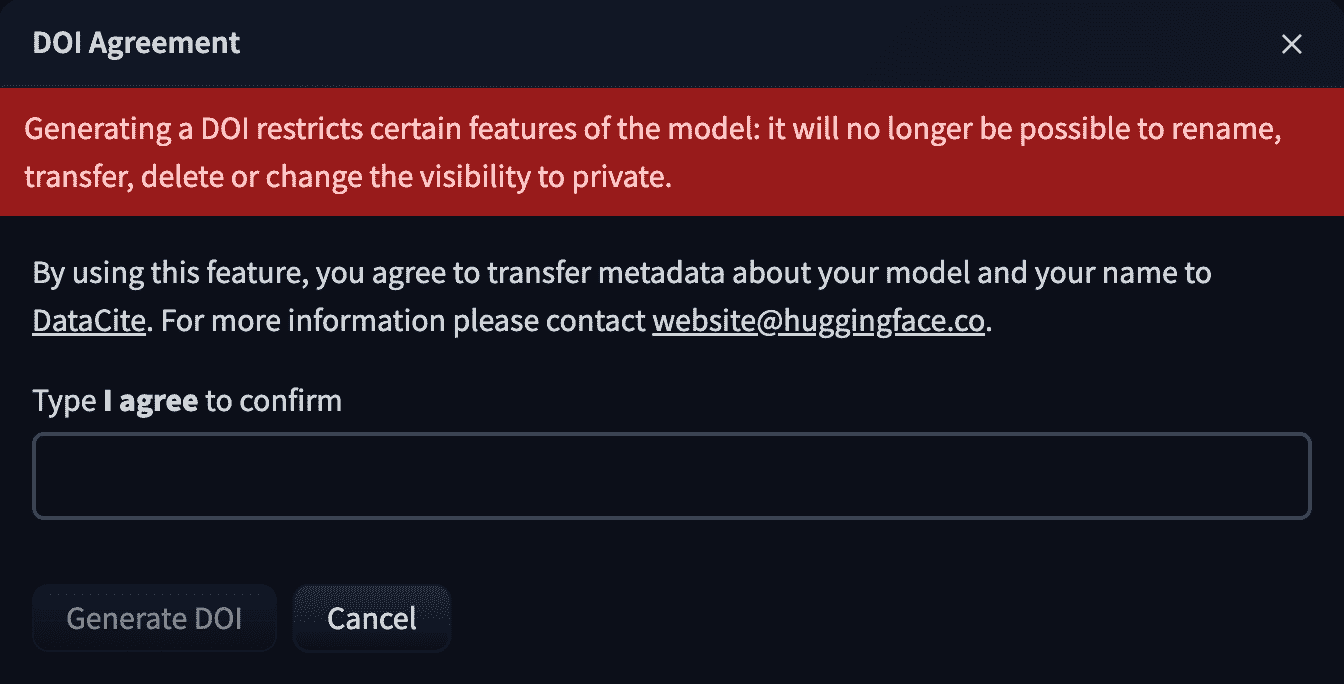 DOI Agreement
Generating a DOI restricts certain features of the model: it will no longer be possible to rename,
transfer, delete or change the visibility to private.
By using this feature, you agree to transfer metadata about your model and your name to
DataCite. For more information please contact website@huggingface.co.
Type I agree to confirm
Generate DOI
Cancel